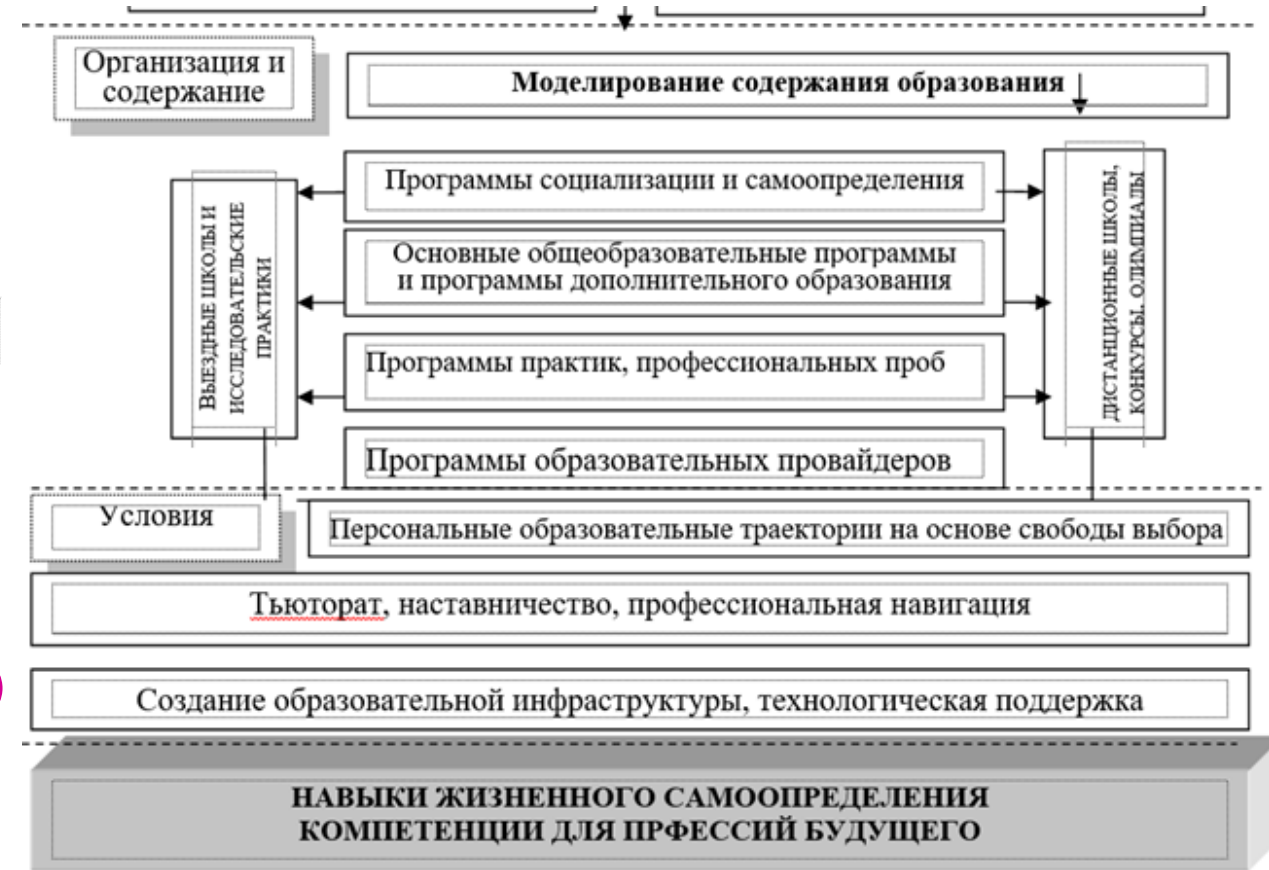 Организация и
содержание
Моделирование содержания образования
Программы социализации и самоопределения
Основные общеобразовательные программы
и программы дополнительного образования
Программы практик, профессиональных проб
Программы образовательных провайдеров
ВЫЕЗДНЫЕ ШКОЛЫ И
ИССЛЕДОВАТЕЛЬСКИЕ
ПРАКТИКИ
ДИСТАНЦИОННЫЕ ШКОЛЫ,
КОНКУРСЫ, ОЛИМПИАДЫ
Условия
Персональные образовательные траектории на основе свободы выбора
Тьюторат, наставничество, профессиональная навигация
Создание образовательной инфраструктуры, технологическая поддержка
НАВЫКИ ЖИЗНЕННОГО САМООПРЕДЕЛЕНИЯ
КОМПЕТЕНЦИИ ДЛЯ ПРФЕССИЙ БУДУЩЕГО